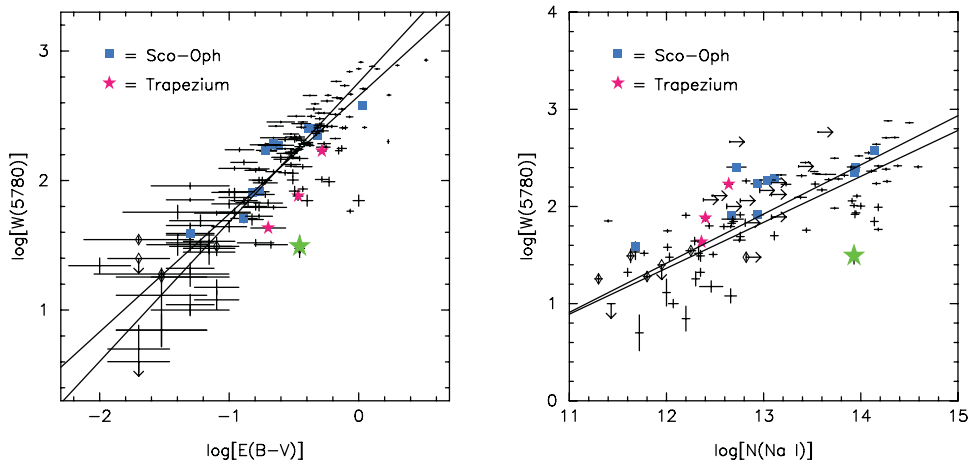 = Sco-Oph
= Trapezium
3
2
1
log[W(5780)]
-2
-1
0
log[E(B-V)]
= Sco-Oph
= Trapezium
4
3
2
1
0
log[W(5780)]
11
12
13
14
15
log[N(Na I)]